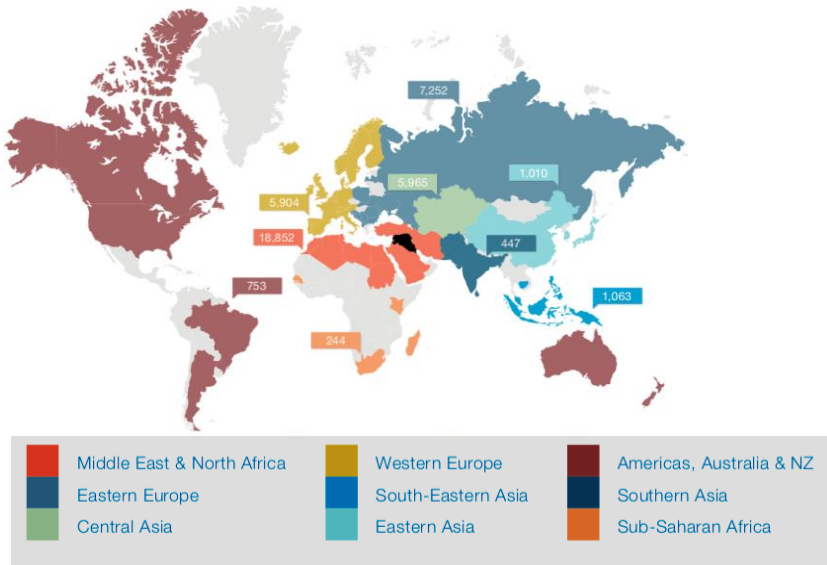 7,252
5,965
1,010
5,904
18,852
447
753
1,063
244
Middle East & North Africa
Western Europe
Americas, Australia & NZ
Eastern Europe
South-Eastern Asia
Southern Asia
Central Asia
Eastern Asia
Sub-Saharan Africa